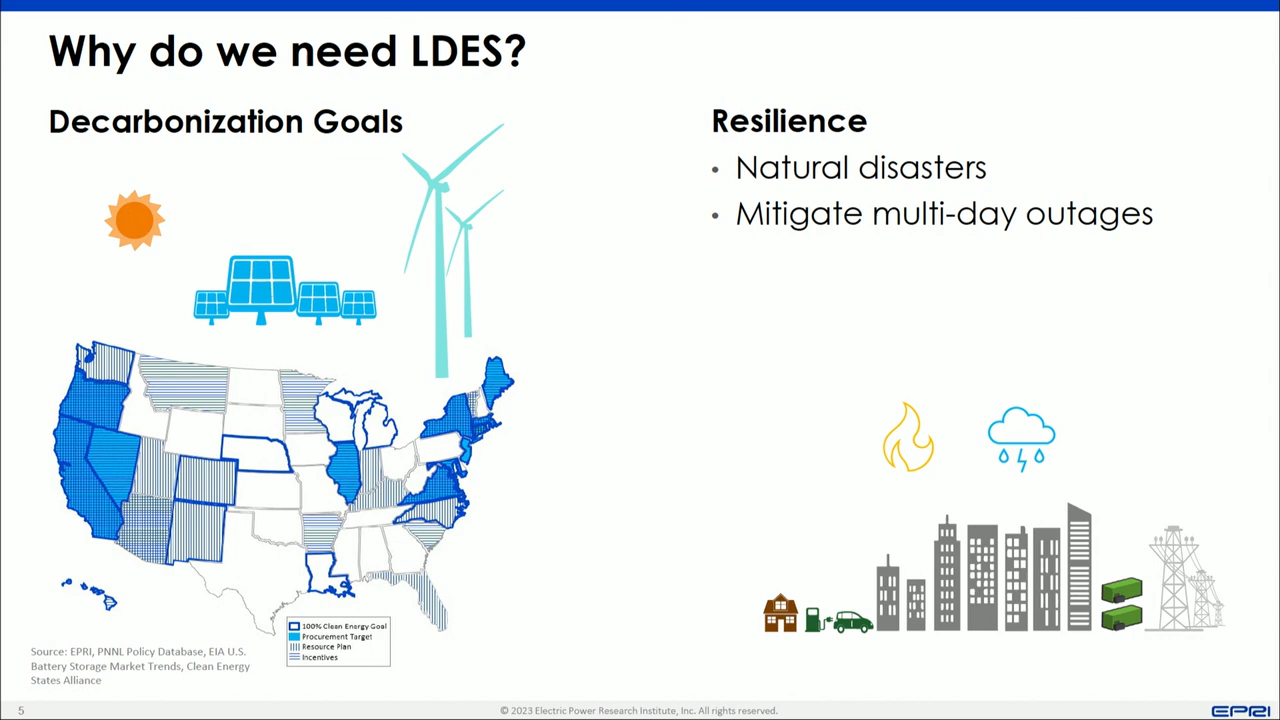 Why do we need LDES?
Decarbonization Goals
Resilience
• Natural disasters
• Mitigate multi-day outages
100% Clean Energy Goal
Procurement Target
Resource Plan
Incentives
Source: EPRI, PNNL Policy Database, EIA U.S.
Battery Storage Market Trends, Clean Energy
States Alliance
5
© 2023 Electric Power Research Institute, Inc. All rights reserved.
EPRI